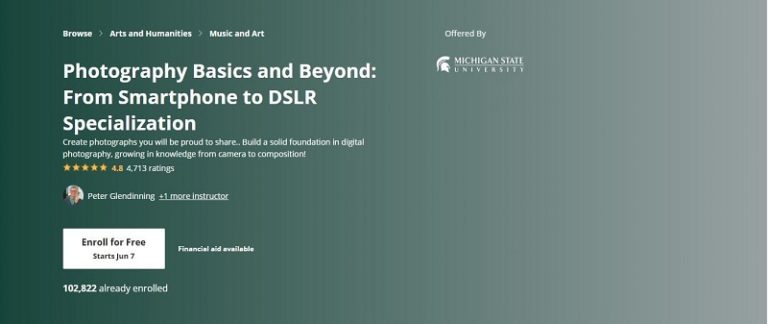 Browse > Arts and Humanities > Music and Art
Offered By
MICHIGAN STATE
UNIVERSITY
Photography Basics and Beyond:
From Smartphone to DSLR
Specialization
Create photographs you will be proud to share.. Build a solid foundation in digital
photography, growing in knowledge from camera to composition!
4.8 4,713 ratings
Peter Glendinning +1 more instructor
Enroll for Free
Starts Jun 7
Financial aid available
102,822 already enrolled